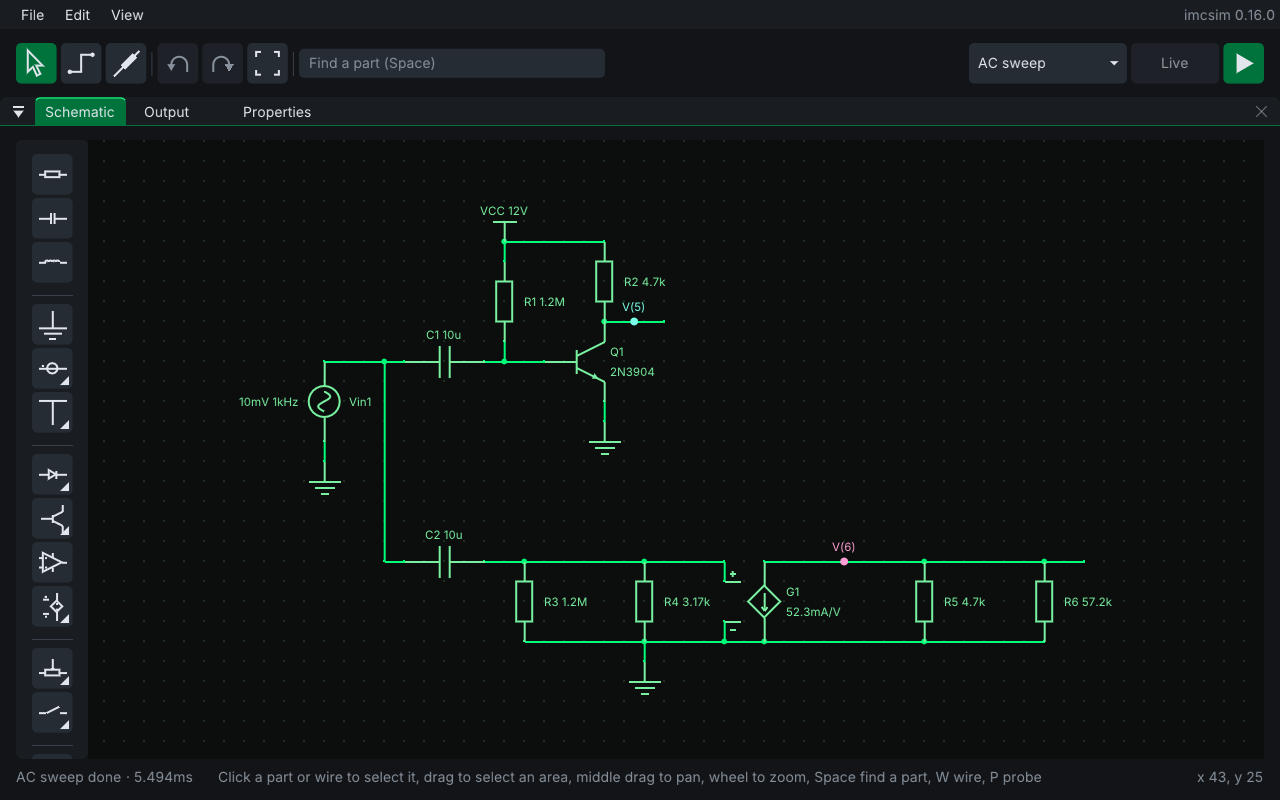 File Edit View imcsim 0.16.0
Find a part (Space) AC sweep Live
Schematic Output Properties
VCC 12V
R2 4.7k
R1 1.2M
V(5)
C1 10u
Q1
2N3904
10mV 1kHz Vin1
C2 10u
V(6)
G1
52.3mA/V
R3 1.2M R4 3.17k R5 4.7k R6 57.2k
AC sweep done · 5.494ms Click a part or wire to select it, drag to select an area, middle drag to pan, wheel to zoom, Space find a part, W wire, P probe x 43, y 25